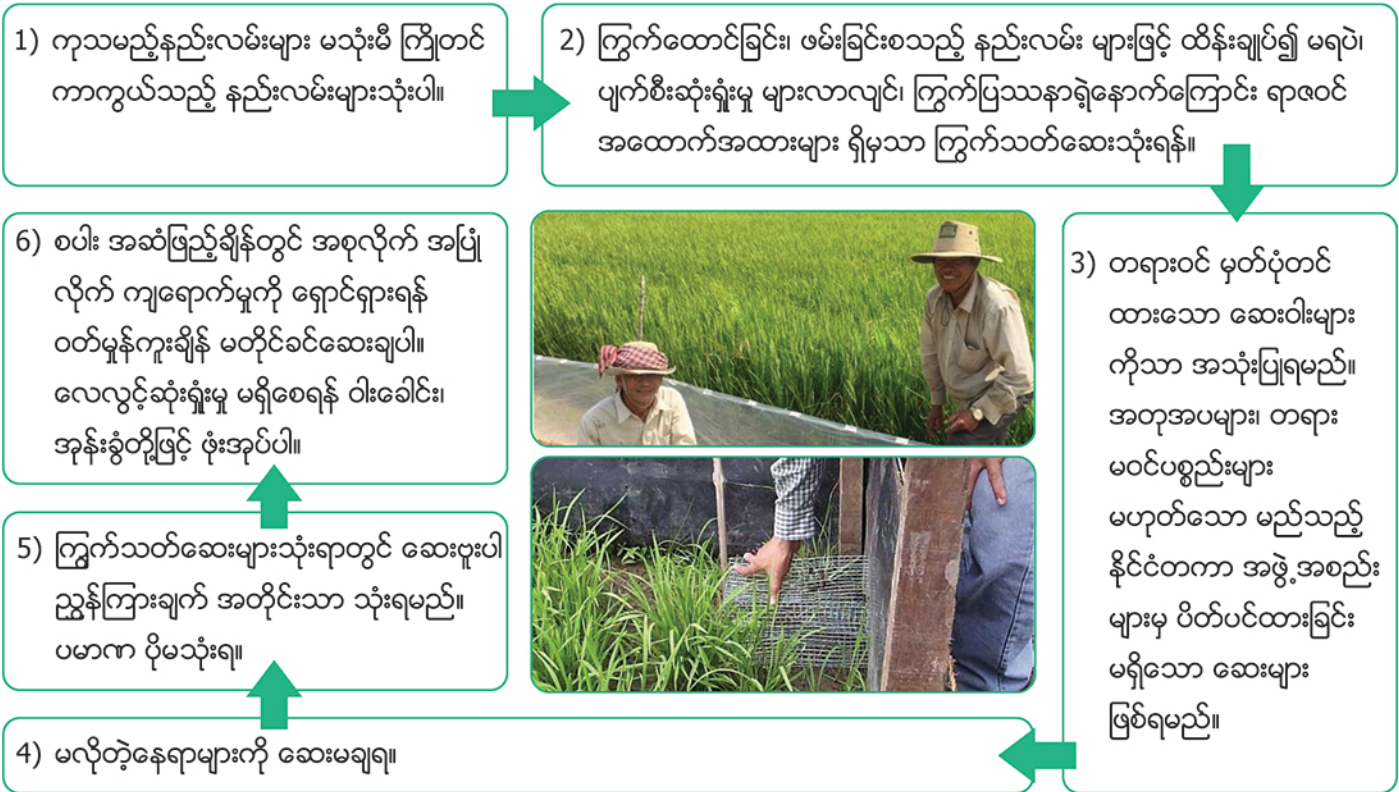 1) ကုသမည့်နည်းလမ်းများ မသုံးမီ ကြိုတင်
ကာကွယ်သည့် နည်းလမ်းများသုံးပါ။
2) ကြွက်ထောင်ခြင်း၊ ဖမ်းခြင်းစသည့် နည်းလမ်း များဖြင့် ထိန်းချုပ်၍ မရပဲ၊
ပျက်စီးဆုံးရှုံးမှု များလာလျင်၊ ကြွက်ပြဿနာရဲ့နောက်ကြောင်း ရာဇဝင်
အထောက်အထားများ ရှိမှသာ ကြွက်သတ်ဆေးသုံးရန်။
3) တရားဝင် မှတ်ပုံတင်
ထားသော ဆေးဝါးများ
ကိုသာ အသုံးပြုရမည်။
အတုအပများ၊ တရား
မဝင်ပစ္စည်းများ
မဟုတ်သော မည်သည့်
နိုင်ငံတကာ အဖွဲ့အစည်း
များမှ ပိတ်ပင်ထားခြင်း
မရှိသော ဆေးများ
ဖြစ်ရမည်။
4) မလိုတဲ့နေရာများကို ဆေးမချရ။
5) ကြွက်သတ်ဆေးများသုံးရာတွင် ဆေးဗူးပါ
ညွှန်ကြားချက် အတိုင်းသာ သုံးရမည်။
ပမာဏ ပိုမသုံးရ။
6) စပါး အဆံဖြည့်ချိန်တွင် အစုလိုက် အပြုံ
လိုက် ကျရောက်မှုကို ရှောင်ရှားရန်
ဝတ်မှုန်ကူးချိန် မတိုင်ခင်ဆေးချပါ။
လေလွင့်ဆုံးရှုံးမှု မရှိစေရန် ဝါးခေါင်း၊
အုန်းခွံတို့ဖြင့် ဖုံးအုပ်ပါ။